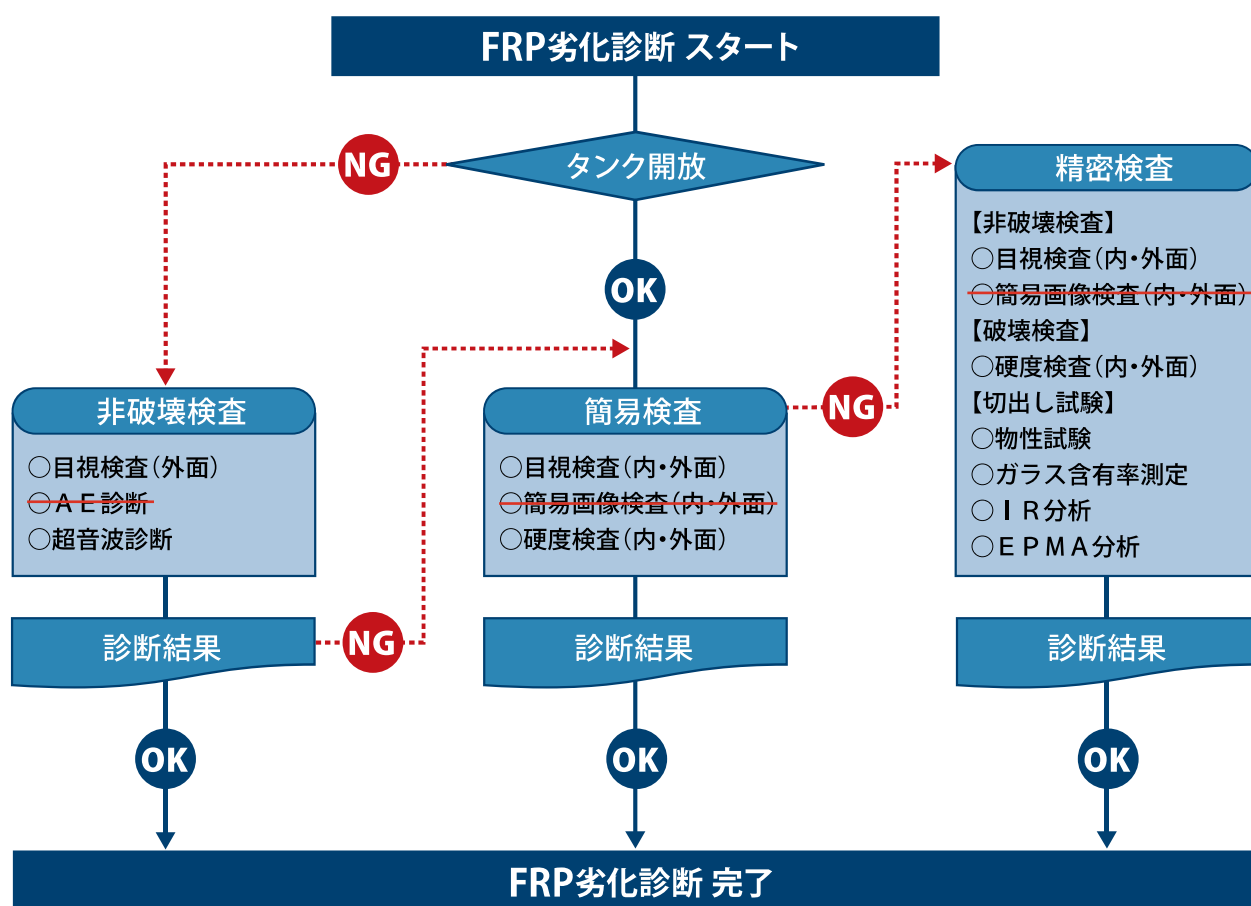 FRP劣化診断 スタート
タンク開放
NG
OK
非破壊検査
○目視検査(外面)
○AE診断
○超音波診断
診断結果
NG
OK
簡易検査
○目視検査(内・外面)
○簡易画像検査(内・外面)
○硬度検査(内・外面)
NG
診断結果
OK
精密検査
【非破壊検査】
○目視検査(内・外面)
○簡易画像検査(内・外面)
【破壊検査】
○硬度検査(内・外面)
【切出し試験】
○物性試験
○ガラス含有率測定
○IR分析
○EPMA分析
診断結果
OK
FRP劣化診断 完了